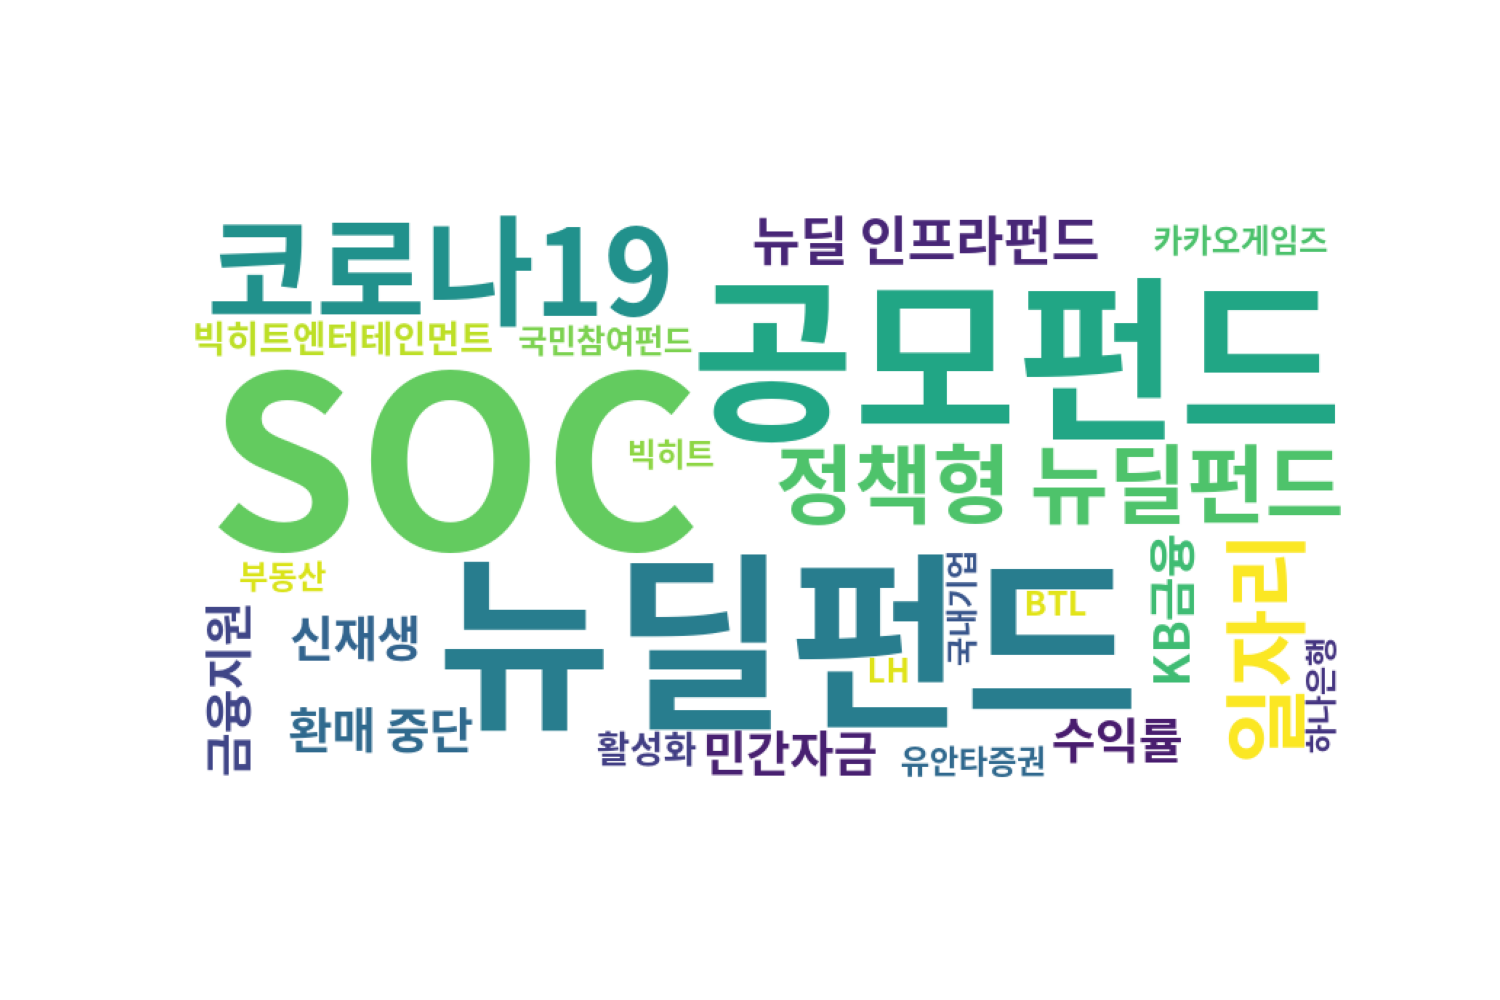 코로나19
뉴딜 인프라펀드
카카오게임즈
빅히트엔터테인먼트
국민참여펀드
공모펀드
SOC
빅히트
정책형 뉴딜펀드
부동산
뉴딜펀드
국내기업
BTL
KB금융
일자리
금융지원
신재생
LH
하나은행
환매 중단
활성화
민간자금
유안타증권
수익률